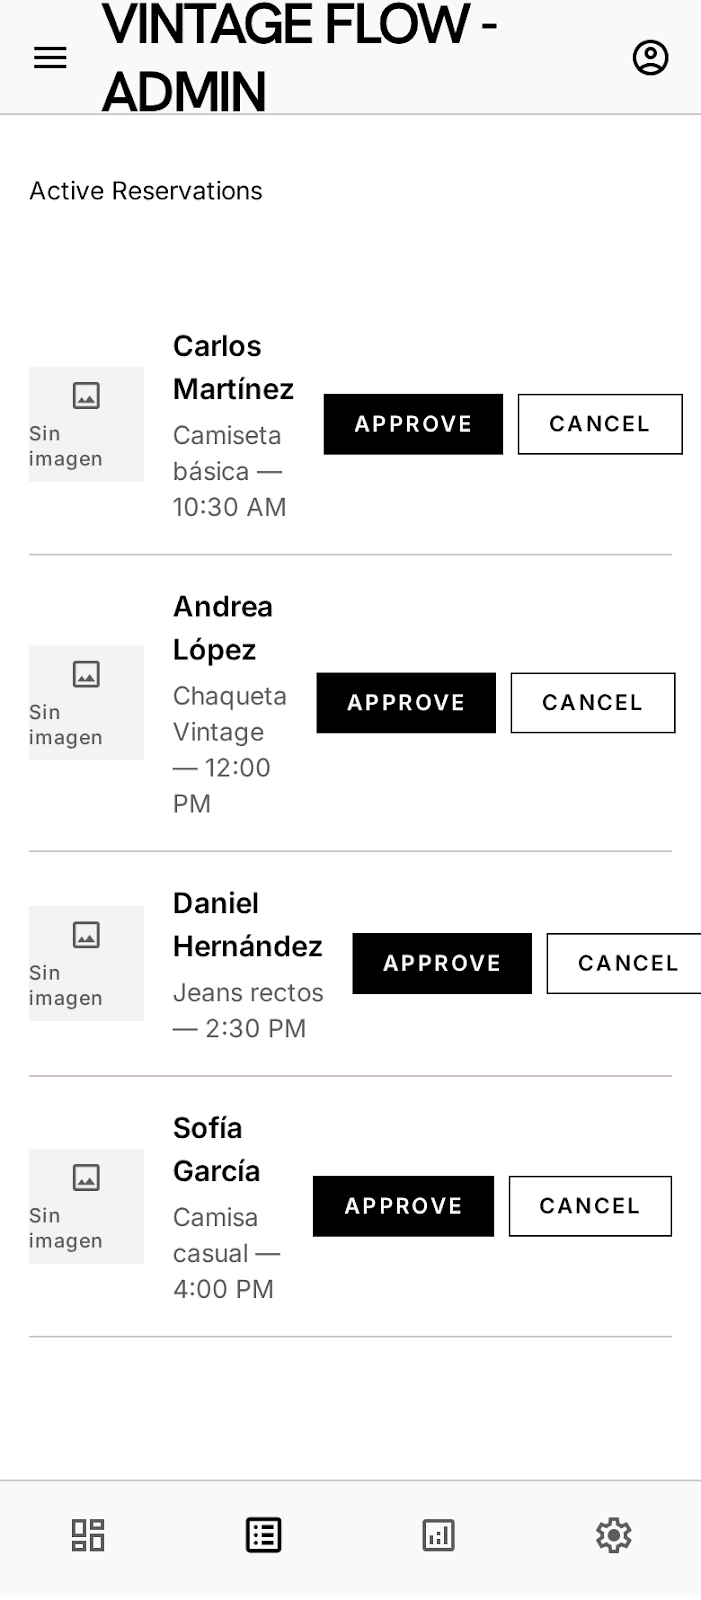 VINTAGE FLOW -
ADMIN
Active Reservations
Sin
imagen
Carlos
Martínez
Camiseta
básica —
10:30 AM
APPROVE
CANCEL
Sin
imagen
Andrea
López
Chaqueta
Vintage
— 12:00
PM
APPROVE
CANCEL
Sin
imagen
Daniel
Hernández
Jeans rectos
— 2:30 PM
APPROVE
CANCEL
Sin
imagen
Sofía
García
Camisa
casual —
4:00 PM
APPROVE
CANCEL